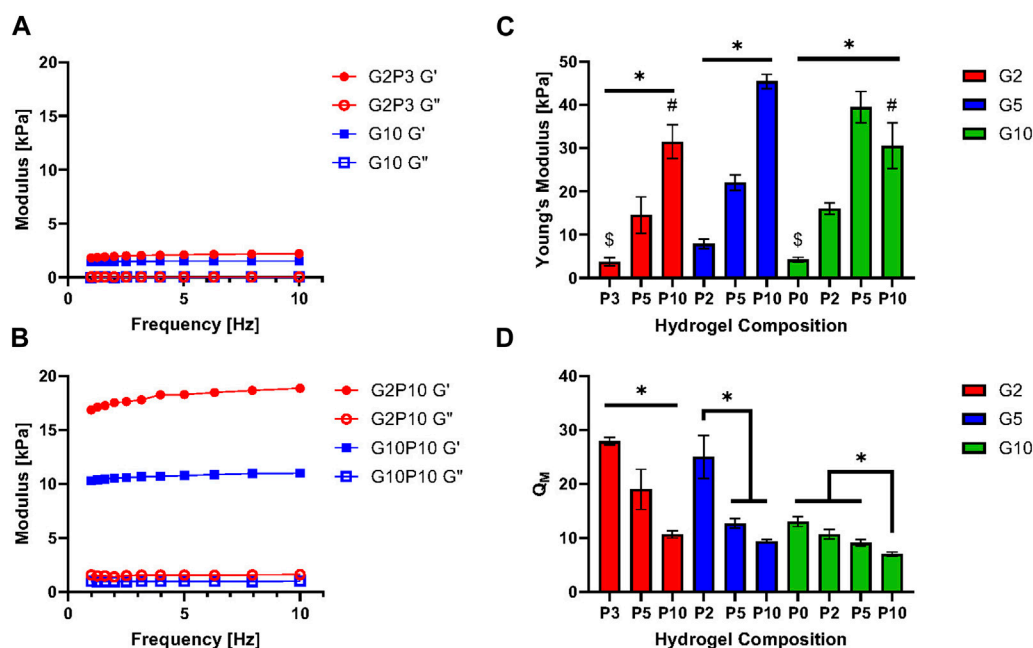 A
Modulus [kPa]
20
15
10
5
0
0 5 10
Frequency [Hz]
G2P3 G'
G2P3 G"
G10 G'
G10 G"
C
Young's Modulus [kPa]
50
40
30
20
10
0
* * *
$ # $ #
P3 P5 P10 P2 P5 P10 P0 P2 P5 P10
Hydrogel Composition
G2
G5
G10
B
Modulus [kPa]
20
15
10
5
0
0 5 10
Frequency [Hz]
G2P10 G'
G2P10 G"
G10P10 G'
G10P10 G"
D
QM
40
30
20
10
0
* * *
P3 P5 P10 P2 P5 P10 P0 P2 P5 P10
Hydrogel Composition
G2
G5
G10